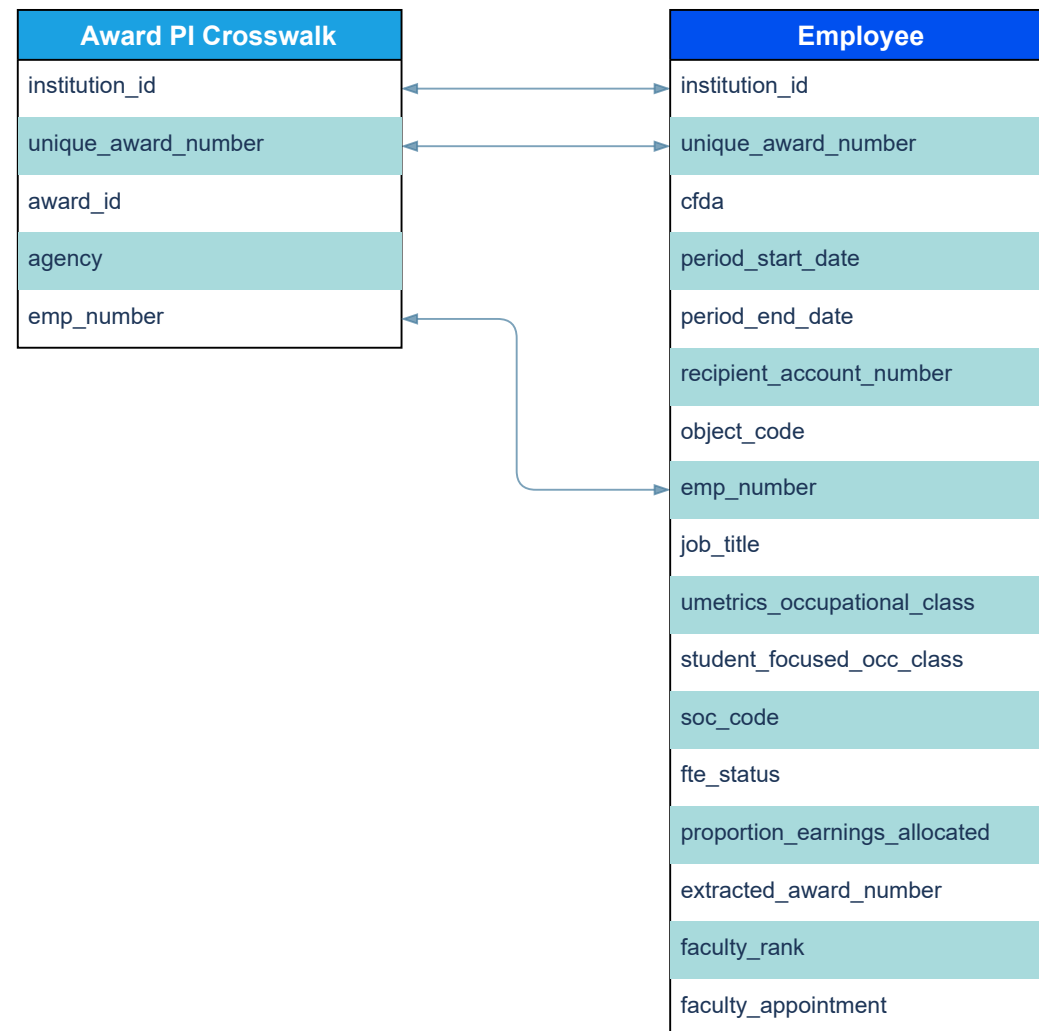 Award PI Crosswalk
institution_id
unique_award_number
award_id
agency
emp_number
Employee
institution_id
unique_award_number
cfda
period_start_date
period_end_date
recipient_account_number
object_code
emp_number
job_title
umetrics_occupational_class
student_focused_occ_class
soc_code
fte_status
proportion_earnings_allocated
extracted_award_number
faculty_rank
faculty_appointment